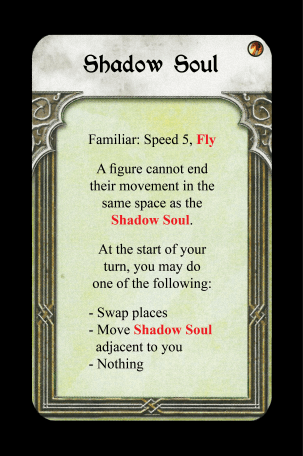 Shadow Soul
Familiar: Speed 5, Fly
A figure cannot end
their movement in the
same space as the
Shadow Soul.
At the start of your
turn, you may do
one of the following:
- Swap places
- Move Shadow Soul
adjacent to you
- Nothing